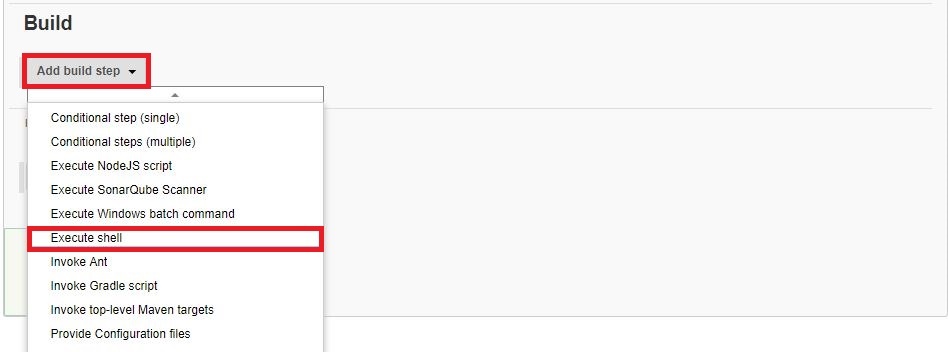 Build
Add build step
Conditional step (single)
Conditional steps (multiple)
Execute NodeJS script
Execute SonarQube Scanner
Execute Windows batch command
Execute shell
Invoke Ant
Invoke Gradle script
Invoke top-level Maven targets
Provide Configuration files